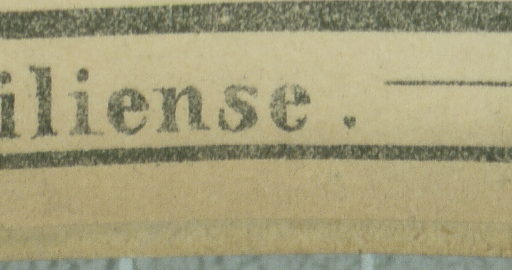 iliense. —